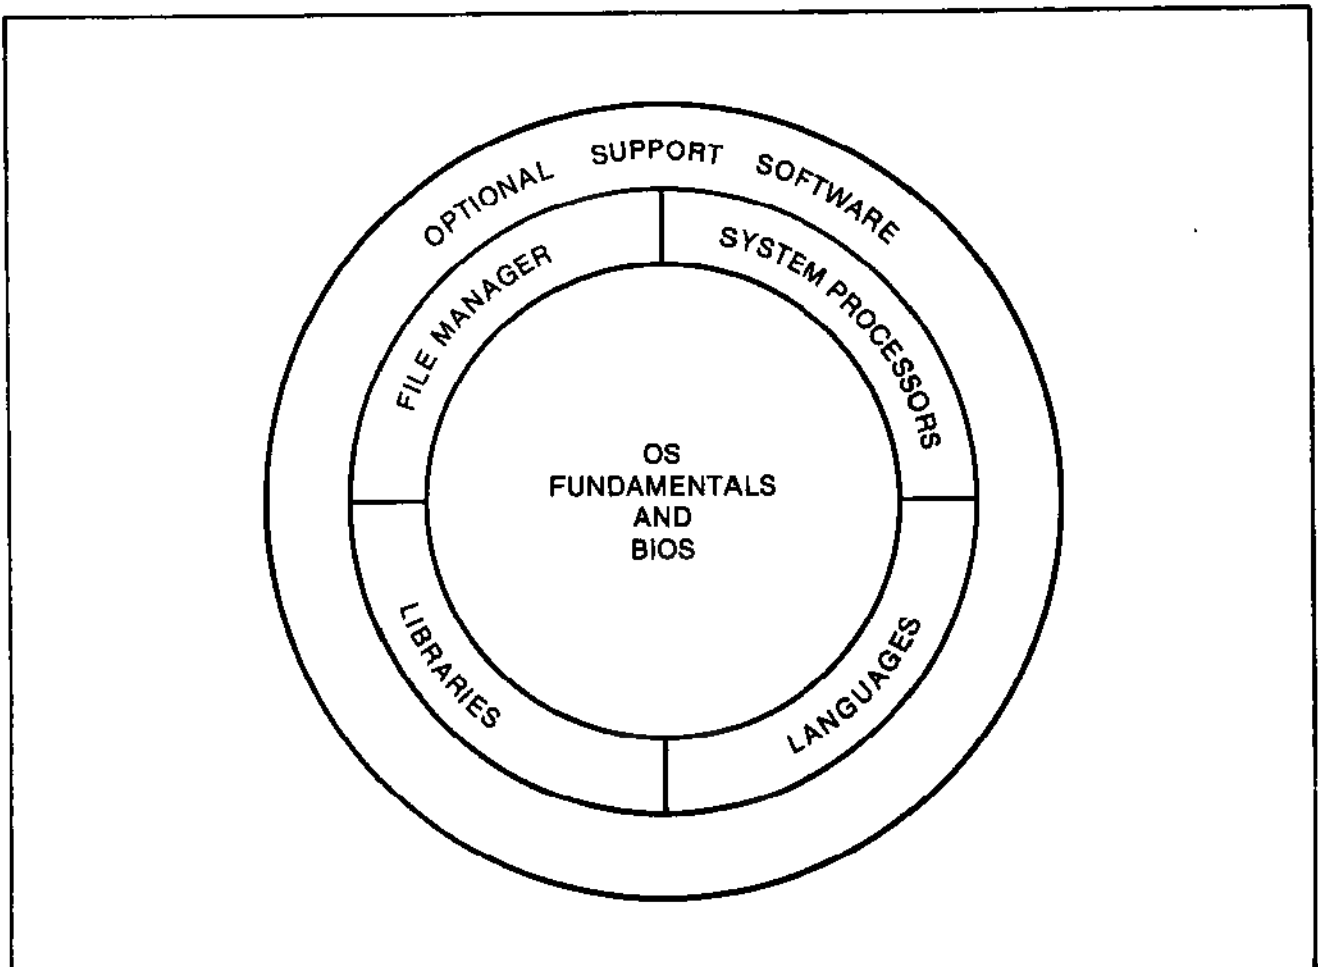 OPTIONAL SUPPORT SOFTWARE
FILE MANAGER
SYSTEM PROCESSORS
OS
FUNDAMENTALS
AND
BIOS
LIBRARIES
LANGUAGES